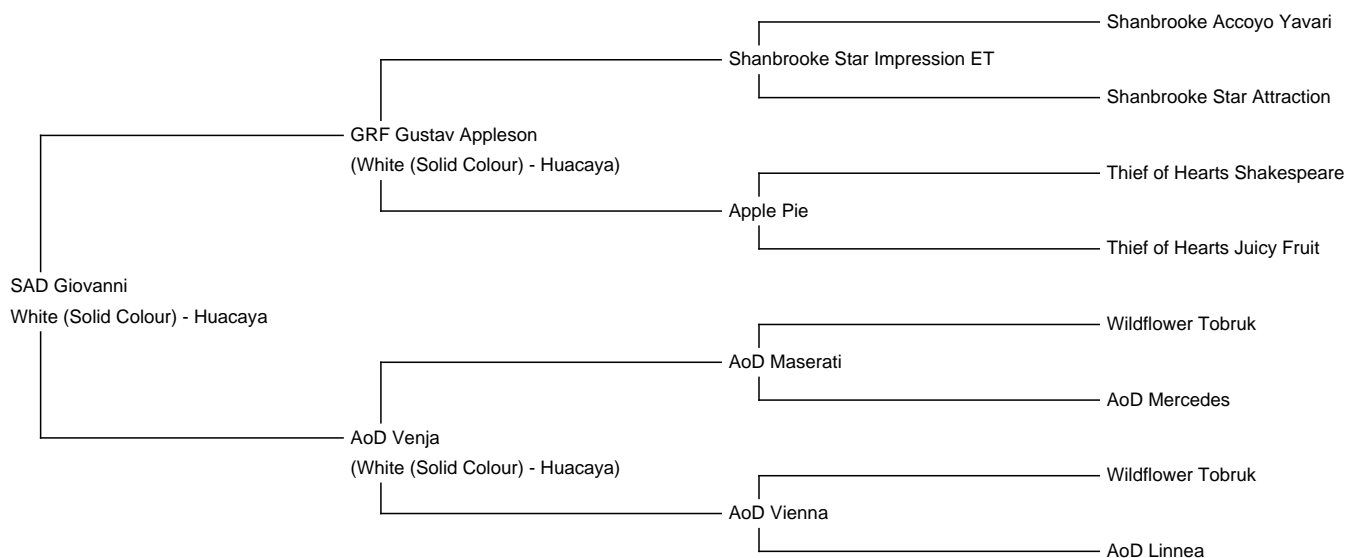 Shanbrooke Accoyo Yavari
Shanbrooke Star Impression ET
Shanbrooke Star Attraction
GRF Gustav Appleson
(White (Solid Colour) - Huacaya)
Thief of Hearts Shakespeare
Apple Pie
Thief of Hearts Juicy Fruit
SAD Giovanni
White (Solid Colour) - Huacaya
Wildflower Tobruk
AoD Maserati
AoD Mercedes
AoD Venja
(White (Solid Colour) - Huacaya)
Wildflower Tobruk
AoD Vienna
AoD Linnea